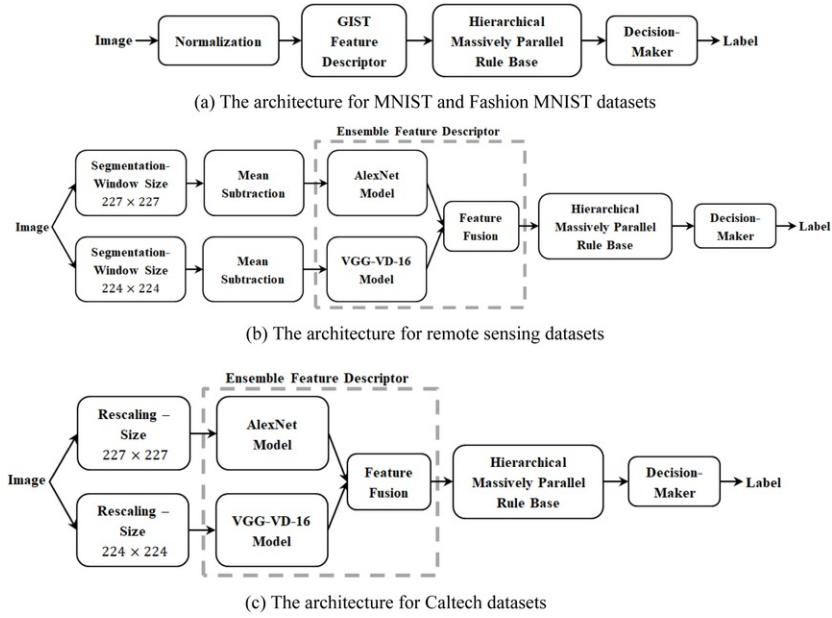 Image
Normalization
GIST
Feature
Descriptor
Hierarchical
Massively Parallel
Rule Base
Decision-
Maker
Label
(a) The architecture for MNIST and Fashion MNIST datasets
Ensemble Feature Descriptor
Image
Segmentation-
Window Size
227 × 227
Mean
Subtraction
AlexNet
Model
Segmentation-
Window Size
224 × 224
Mean
Subtraction
VGG-VD-16
Model
Feature
Fusion
Hierarchical
Massively Parallel
Rule Base
Decision-
Maker
Label
(b) The architecture for remote sensing datasets
Ensemble Feature Descriptor
Image
Rescaling –
Size
227 × 227
AlexNet
Model
Rescaling –
Size
224 × 224
VGG-VD-16
Model
Feature
Fusion
Hierarchical
Massively Parallel
Rule Base
Decision-
Maker
Label
(c) The architecture for Caltech datasets